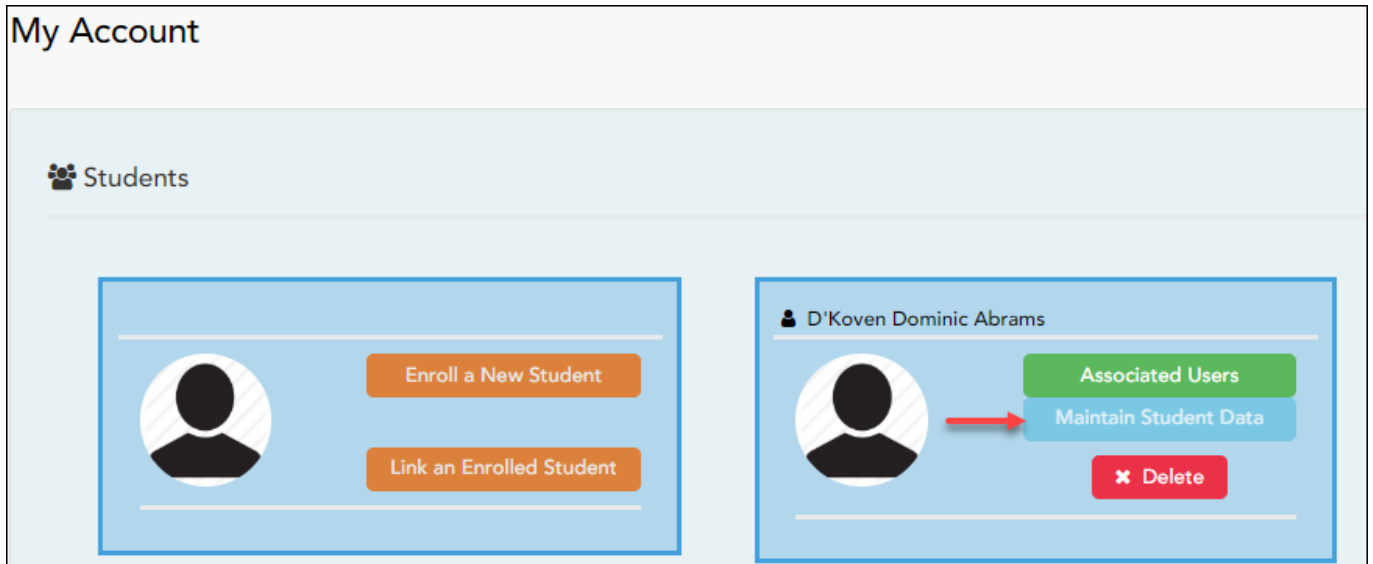 My Account
Students
Enroll a New Student
Link an Enrolled Student
D'Koven Dominic Abrams
Associated Users
Maintain Student Data
Delete